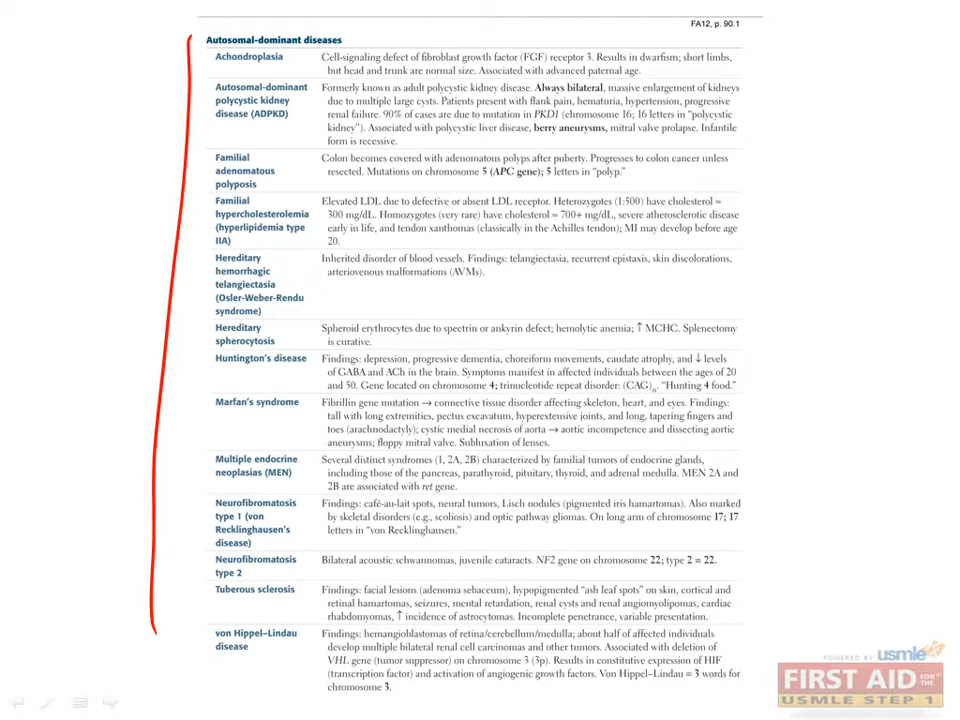 FA12, p. 90.1
Autosomal-dominant diseases
Achondroplasia
Cell-signaling defect of fibroblast growth factor (FGF) receptor 3. Results in dwarfism; short limbs,
but head and trunk are normal size. Associated with advanced paternal age.
Autosomal-dominant
polycystic kidney
disease (ADPKD)
Formerly known as adult polycystic kidney disease. Always bilateral, massive enlargement of kidneys
due to multiple large cysts. Patients present with flank pain, hematuria, hypertension, progressive
renal failure. 90% of cases are due to mutation in PKD1 (chromosome 16; 16 letters in “polycystic
kidney”). Associated with polycystic liver disease, berry aneurysms, mitral valve prolapse. Infantile
form is recessive.
Familial
adenomatous
polyposis
Colon becomes covered with adenomatous polyps after puberty. Progresses to colon cancer unless
resected. Mutations on chromosome 5 (APC gene); 5 letters in “polyp.”
Familial
hypercholesterolemia
(hyperlipidemia type
IIA)
Elevated LDL due to defective or absent LDL receptor. Heterozygotes (1:500) have cholesterol ≈
300 mg/dL. Homozygotes (very rare) have cholesterol ≈ 700+ mg/dL, severe atherosclerotic disease
early in life, and tendon xanthomas (classically in the Achilles tendon); MI may develop before age
20.
Hereditary
hemorrhagic
telangiectasia
(Osler-Weber-Rendu
syndrome)
Inherited disorder of blood vessels. Findings: telangiectasia, recurrent epistaxis, skin discolorations,
arteriovenous malformations (AVMs).
Hereditary
spherocytosis
Spheroid erythrocytes due to spectrin or ankyrin defect; hemolytic anemia; ↑ MCHC. Splenectomy
is curative.
Huntington’s disease
Findings: depression, progressive dementia, choreiform movements, caudate atrophy, and ↓ levels
of GABA and ACh in the brain. Symptoms manifest in affected individuals between the ages of 20
and 50. Gene located on chromosome 4; trinucleotide repeat disorder: (CAG)n. “Hunting 4 food.”
Marfan’s syndrome
Fibrillin gene mutation → connective tissue disorder affecting skeleton, heart, and eyes. Findings:
tall with long extremities, pectus excavatum, hyperextensive joints, and long, tapering fingers and
toes (arachnodactyly); cystic medial necrosis of aorta → aortic incompetence and dissecting aortic
aneurysms; floppy mitral valve. Subluxation of lenses.
Multiple endocrine
neoplasias (MEN)
Several distinct syndromes (1, 2A, 2B) characterized by familial tumors of endocrine glands,
including those of the pancreas, parathyroid, pituitary, thyroid, and adrenal medulla. MEN 2A and
2B are associated with ret gene.
Neurofibromatosis
type 1 (von
Recklinghausen’s
disease)
Findings: café-au-lait spots, neural tumors, Lisch nodules (pigmented iris hamartomas). Also marked
by skeletal disorders (e.g., scoliosis) and optic pathway gliomas. On long arm of chromosome 17; 17
letters in “von Recklinghausen.”
Neurofibromatosis
type 2
Bilateral acoustic schwannomas, juvenile cataracts. NF2 gene on chromosome 22; type 2 = 22.
Tuberous sclerosis
Findings: facial lesions (adenoma sebaceum), hypopigmented “ash leaf spots” on skin, cortical and
retinal hamartomas, seizures, mental retardation, renal cysts and renal angiomyolipomas, cardiac
rhabdomyomas, ↑ incidence of astrocytomas. Incomplete penetrance, variable presentation.
von Hippel–Lindau
disease
Findings: hemangioblastomas of retina/cerebellum/medulla; about half of affected individuals
develop multiple bilateral renal cell carcinomas and other tumors. Associated with deletion of
VHL gene (tumor suppressor) on chromosome 3 (3p). Results in constitutive expression of HIF
(transcription factor) and activation of angiogenic growth factors. Von Hippel–Lindau = 3 words for
chromosome 3.
POWERED BY usmle
FIRST AID FOR THE
USMLE STEP 1